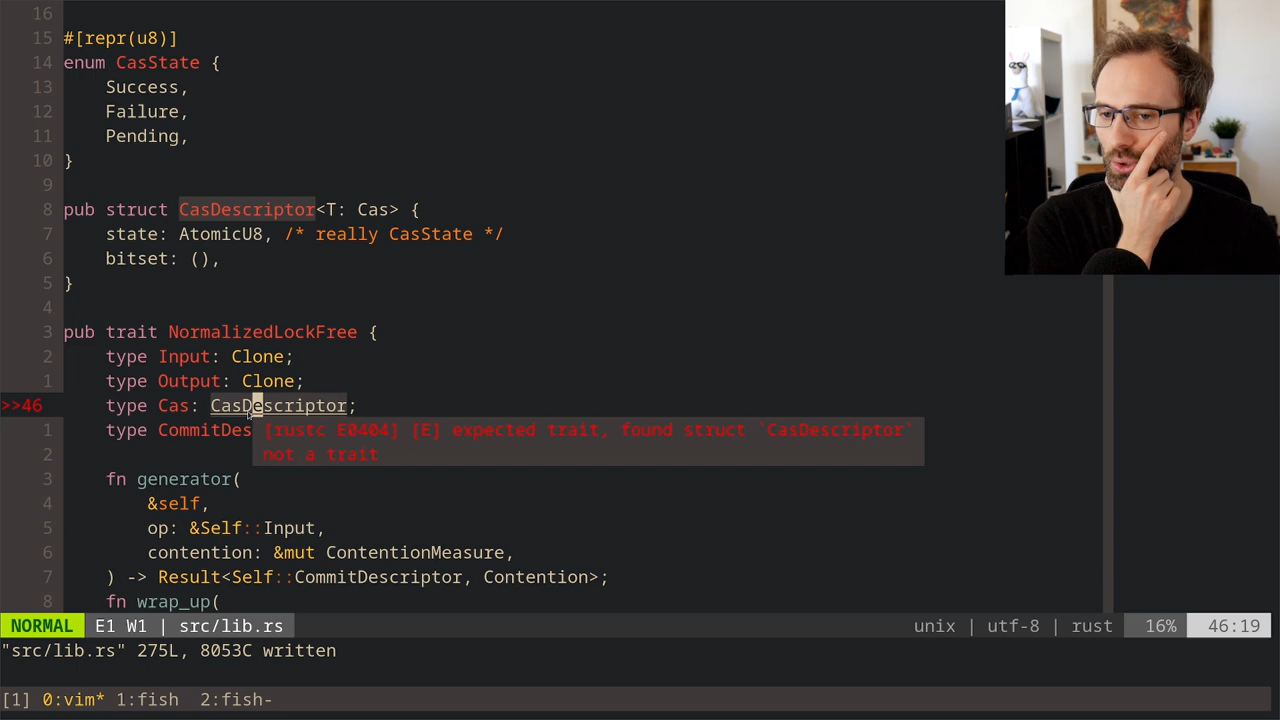 16
15 #[repr(u8)]
14 enum CasState {
13     Success,
12     Failure,
11     Pending,
10 }
9
8 pub struct CasDescriptor<T: Cas> {
7     state: AtomicU8, /* really CasState */
6     bitset: (),
5 }
4
3 pub trait NormalizedLockFree {
2     type Input: Clone;
1     type Output: Clone;
>>46     type Cas: CasDescriptor;
1     type CommitDes [rustc E0404] [E] expected trait, found struct `CasDescriptor`
2 not a trait
3     fn generator(
4         &self,
5         op: &Self::Input,
6         contention: &mut ContentionMeasure,
7     ) -> Result<Self::CommitDescriptor, Contention>;
8     fn wrap_up(
NORMAL E1 W1 | src/lib.rs unix | utf-8 | rust 16% 46:19
"src/lib.rs" 275L, 8053C written
[1] 0:vim* 1:fish 2:fish-